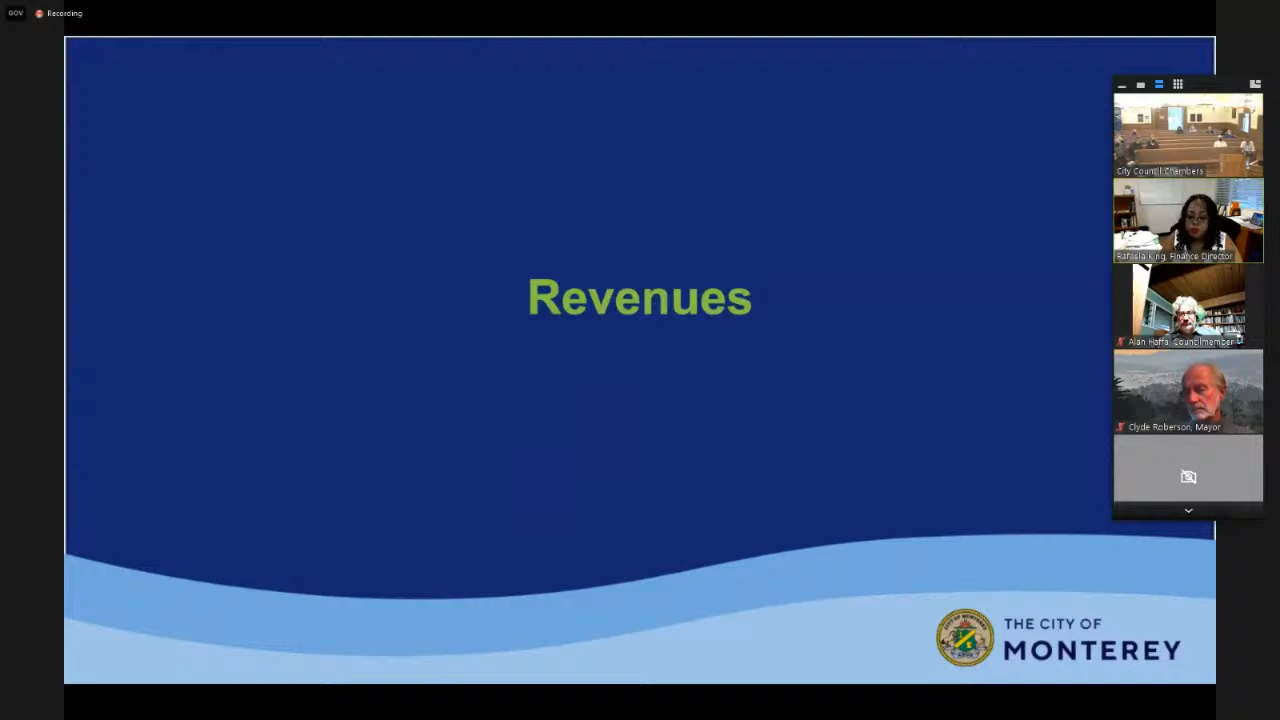 GOV
Recording
Revenues
City Council Chambers
Rafaela King, Finance Director
Alan Haffa, Councilmember
Clyde Roberson, Mayor
THE CITY OF
MONTEREY